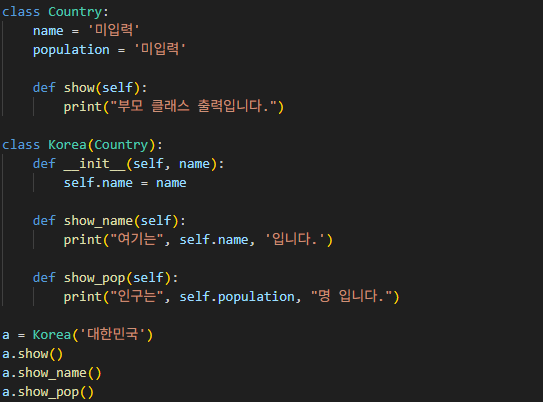 class Country:
    name = '미입력'
    population = '미입력'

    def show(self):
        print("부모 클래스 출력입니다.")

class Korea(Country):
    def __init__(self, name):
        self.name = name

    def show_name(self):
        print("여기는", self.name, '입니다.')

    def show_pop(self):
        print("인구는", self.population, "명 입니다.")

a = Korea('대한민국')
a.show()
a.show_name()
a.show_pop()